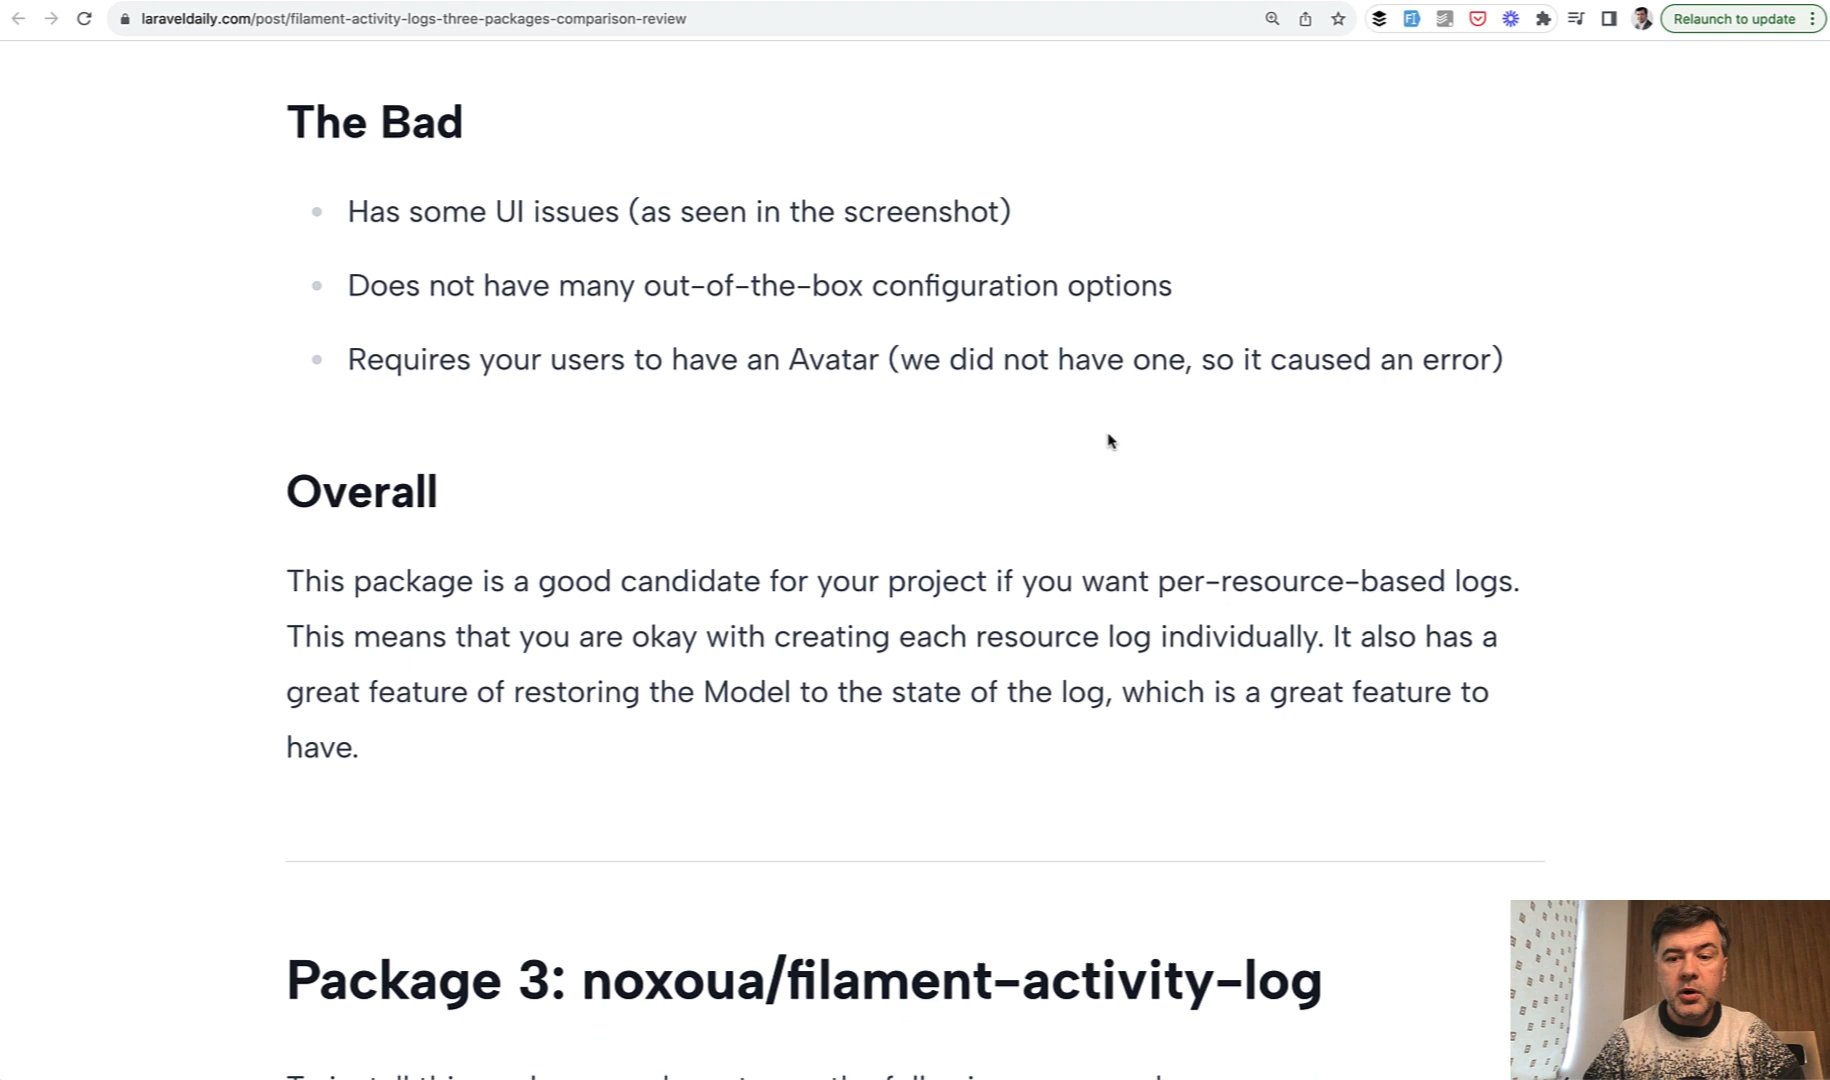 laraveldaily.com/post/filament-activity-logs-three-packages-comparison-review
Relaunch to update
The Bad
Has some UI issues (as seen in the screenshot)
Does not have many out-of-the-box configuration options
Requires your users to have an Avatar (we did not have one, so it caused an error)
Overall
This package is a good candidate for your project if you want per-resource-based logs.
This means that you are okay with creating each resource log individually. It also has a
great feature of restoring the Model to the state of the log, which is a great feature to
have.
Package 3: noxoua/filament-activity-log